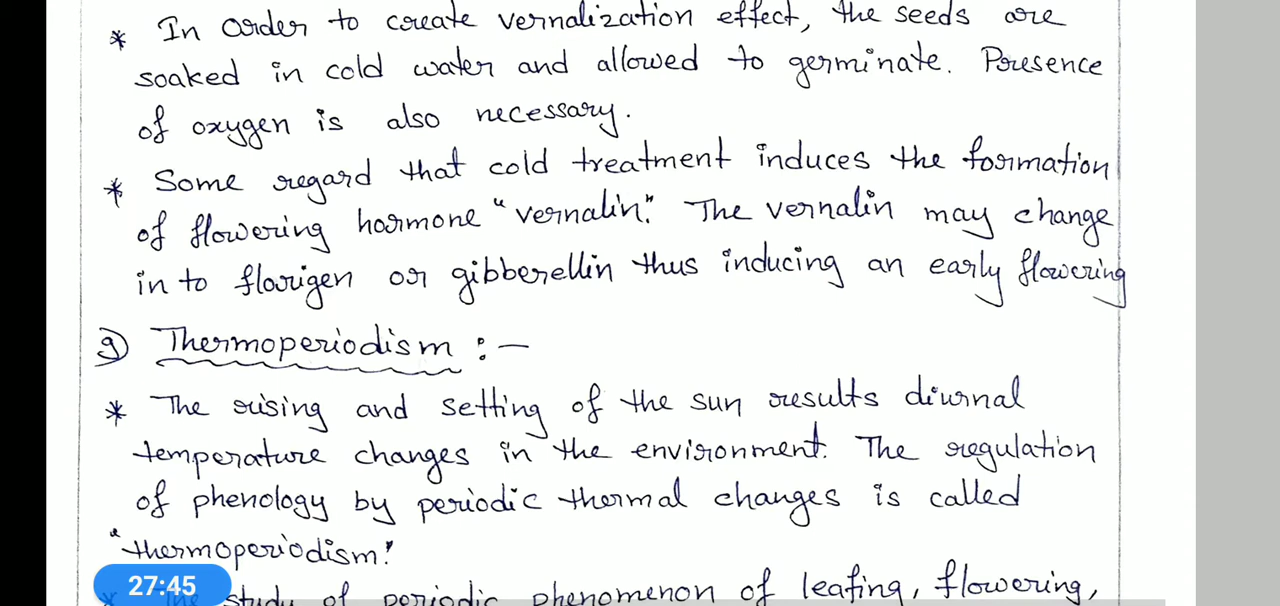 * In order to create vernalization effect, the seeds are
soaked in cold water and allowed to germinate. Presence
of oxygen is also necessary.
* Some regard that cold treatment induces the formation
of flowering hormone "vernalin". The vernalin may change
in to florigen or gibberellin thus inducing an early flowering
g) Thermoperiodism :-
* The rising and setting of the sun results diurnal
temperature changes in the environment. The regulation
of phenology by periodic thermal changes is called
"thermoperiodism".
27:45
* The study of periodic phenomenon of leafing, flowering,